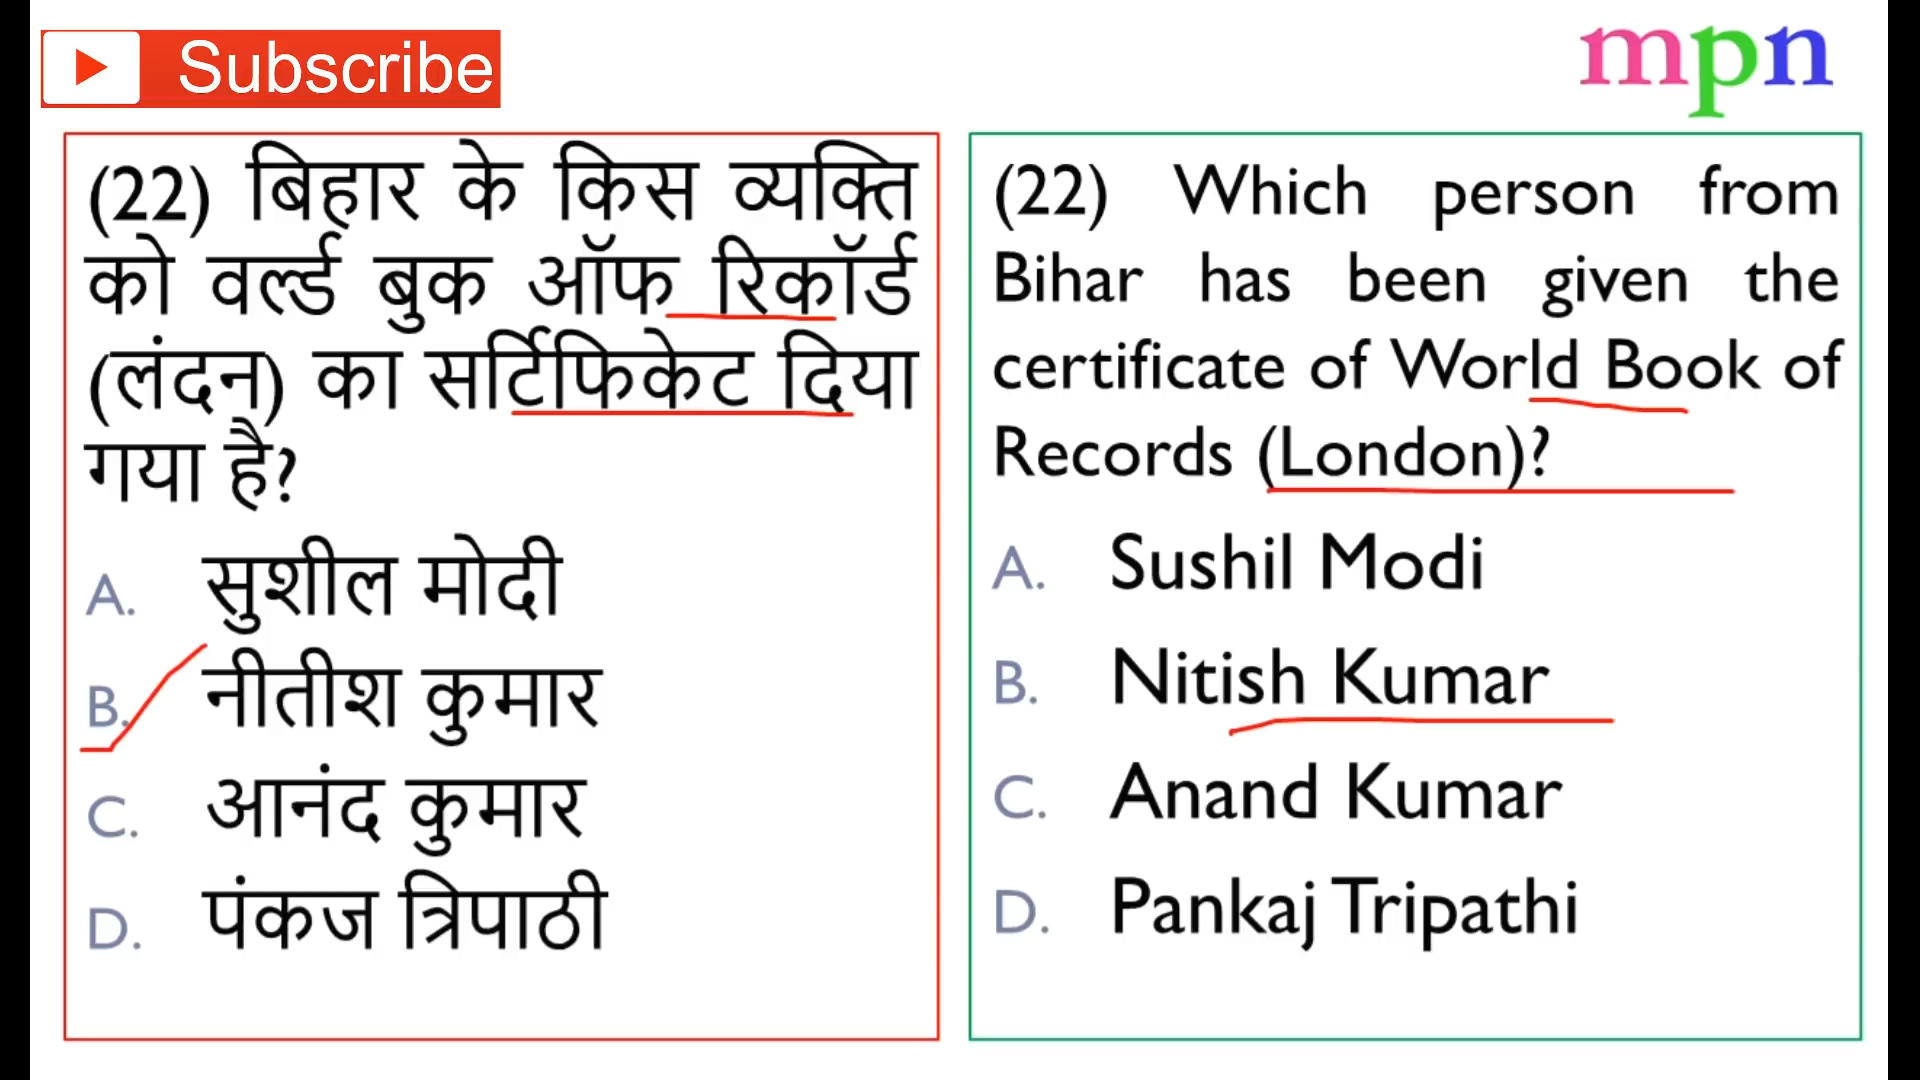 Subscribe
mpn
(22) बिहार के किस व्यक्ति
को वर्ल्ड बुक ऑफ रिकॉर्ड
(लंदन) का सर्टिफिकेट दिया
गया है?
A. सुशील मोदी
B. नीतीश कुमार
C. आनंद कुमार
D. पंकज त्रिपाठी
(22) Which person from
Bihar has been given the
certificate of World Book of
Records (London)?
A. Sushil Modi
B. Nitish Kumar
C. Anand Kumar
D. Pankaj Tripathi